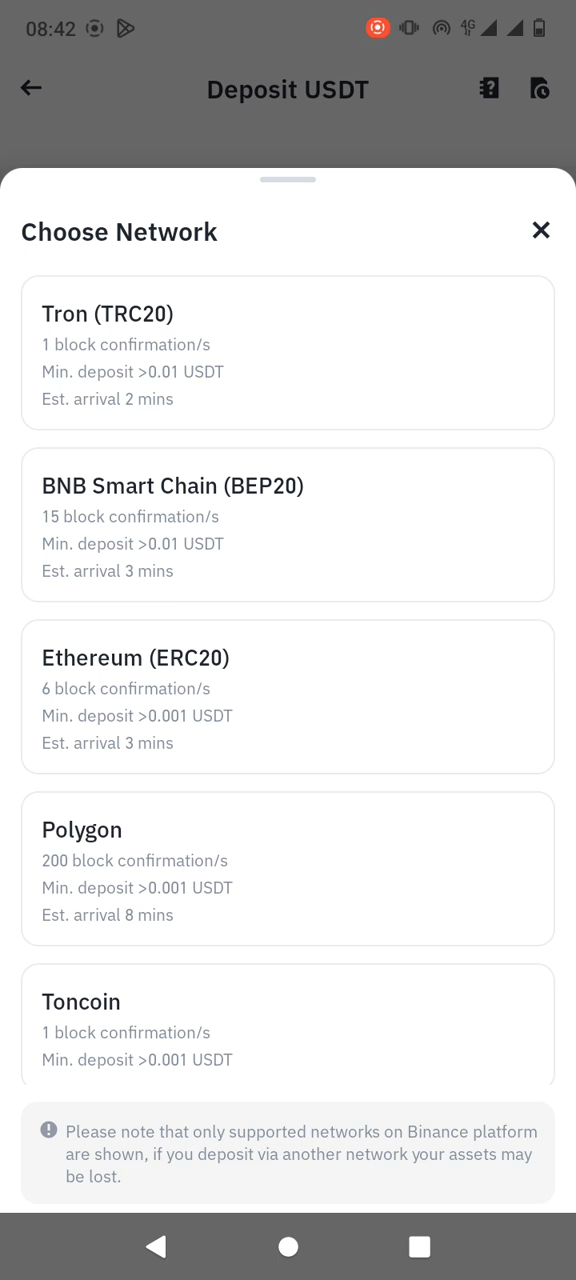 08:42
4G
Deposit USDT
Choose Network
Tron (TRC20)
1 block confirmation/s
Min. deposit >0.01 USDT
Est. arrival 2 mins
BNB Smart Chain (BEP20)
15 block confirmation/s
Min. deposit >0.01 USDT
Est. arrival 3 mins
Ethereum (ERC20)
6 block confirmation/s
Min. deposit >0.001 USDT
Est. arrival 3 mins
Polygon
200 block confirmation/s
Min. deposit >0.001 USDT
Est. arrival 8 mins
Toncoin
1 block confirmation/s
Min. deposit >0.001 USDT
Please note that only supported networks on Binance platform
are shown, if you deposit via another network your assets may
be lost.